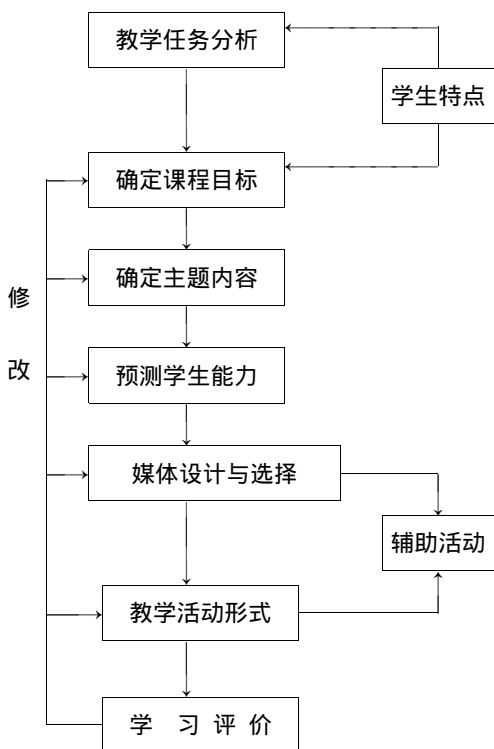 教学任务分析
学生特点
确定课程目标
确定主题内容
修
改
预测学生能力
媒体设计与选择
辅助活动
教学活动形式
学 习 评 价